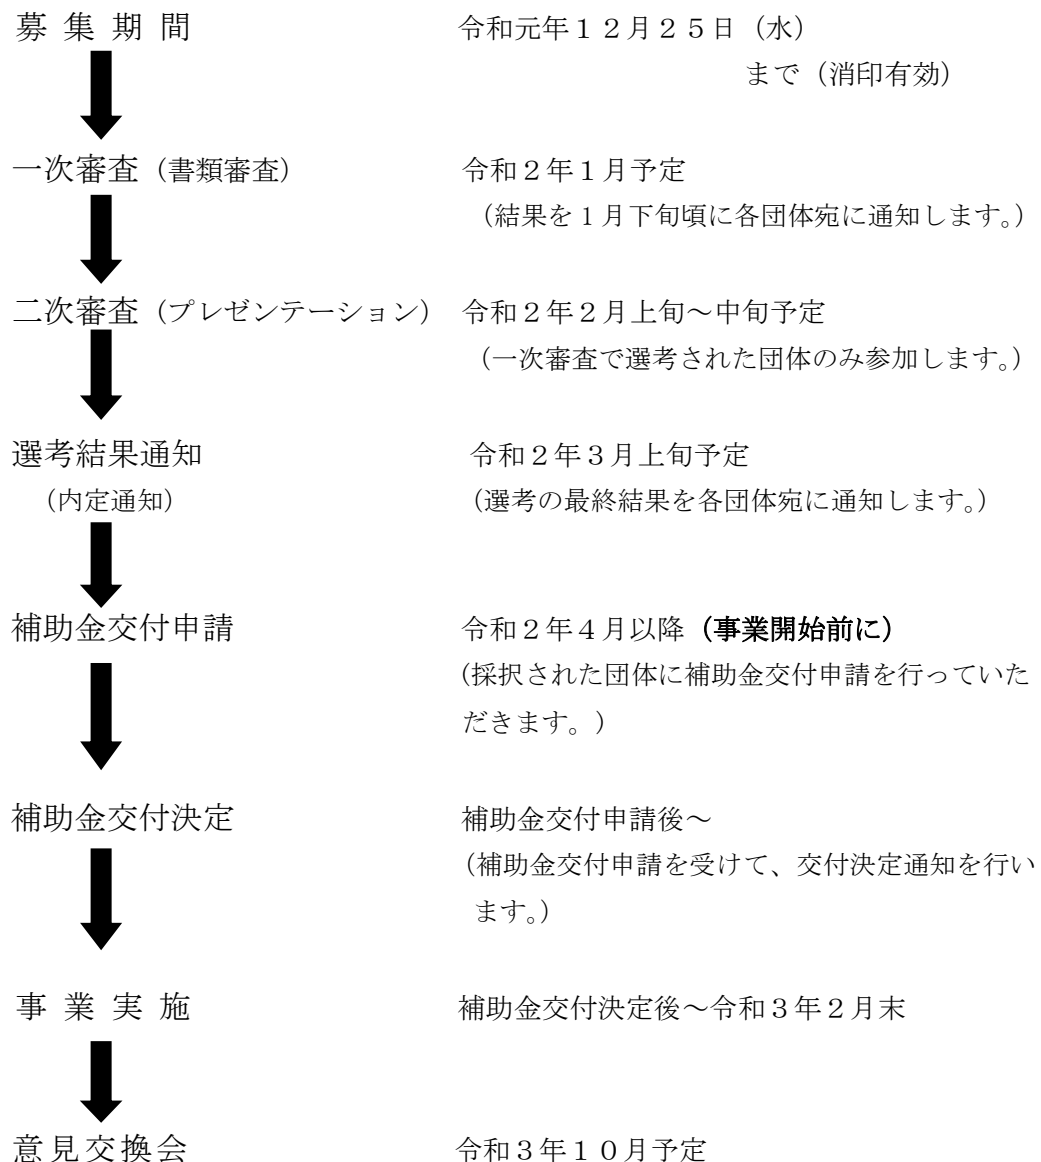 募 集 期 間 令和元年１２月２５日（水）
まで（消印有効）
一次審査（書類審査） 令和２年１月予定
（結果を１月下旬頃に各団体宛に通知します。）
二次審査（プレゼンテーション） 令和２年２月上旬～中旬予定
（一次審査で選考された団体のみ参加します。）
選考結果通知 令和２年３月上旬予定
（内定通知） （選考の最終結果を各団体宛に通知します。）
補助金交付申請 令和２年４月以降（事業開始前に）
(採択された団体に補助金交付申請を行っていた
だきます。）
補助金交付決定 補助金交付申請後～
（補助金交付申請を受けて、交付決定通知を行い
ます。）
事 業 実 施 補助金交付決定後～令和３年２月末
意見交換会 令和３年１０月予定